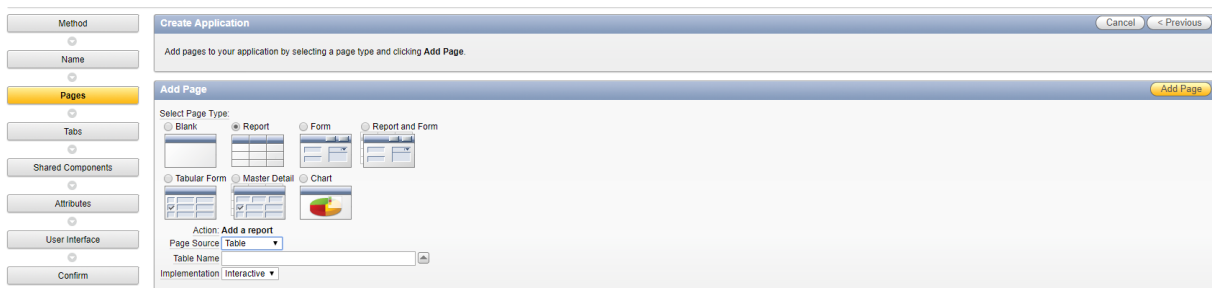 Method
Name
Pages
Tabs
Shared Components
Attributes
User Interface
Confirm
Create Application
Cancel
< Previous
Add pages to your application by selecting a page type and clicking Add Page.
Add Page
Add Page
Select Page Type:
Blank Report Form Report and Form
Tabular Form Master Detail Chart
Action: Add a report
Page Source Table
Table Name
Implementation Interactive